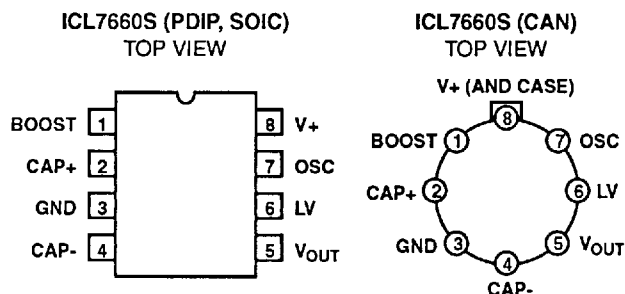 ICL7660S (PDIP, SOIC)
TOP VIEW
BOOST 1
8 V+
CAP+ 2
7 OSC
GND 3
6 LV
CAP- 4
5 VOUT
ICL7660S (CAN)
TOP VIEW
V+ (AND CASE)
8
BOOST 1
7 OSC
CAP+ 2
6 LV
GND 3
5 VOUT
4
CAP-